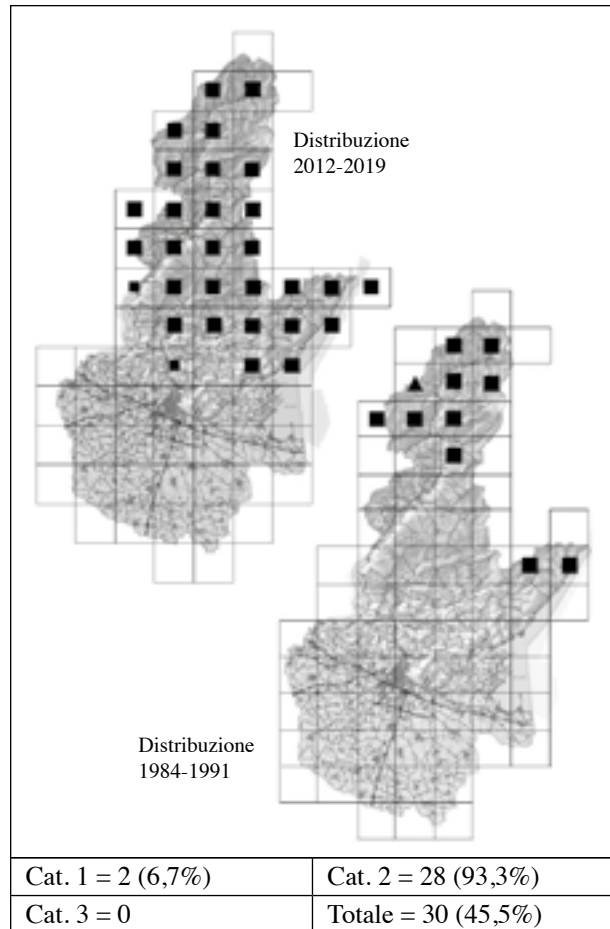 Distribuzione
2012-2019
Distribuzione
1984-1991
Cat. 1 = 2 (6,7%)
Cat. 2 = 28 (93,3%)
Cat. 3 = 0
Totale = 30 (45,5%)